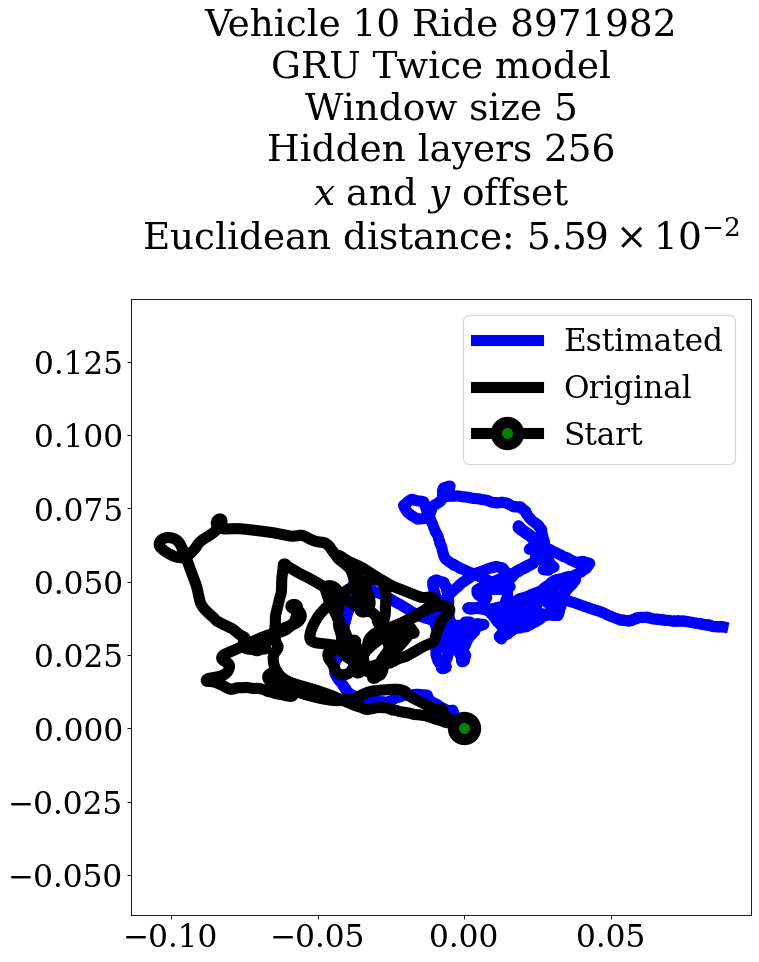 Vehicle 10 Ride 8971982
GRU Twice model
Window size 5
Hidden layers 256
x and y offset
Euclidean distance: 5.59 × 10⁻²
Estimated
Original
Start
0.125
0.100
0.075
0.050
0.025
0.000
−0.025
−0.050
−0.10 −0.05 0.00 0.05